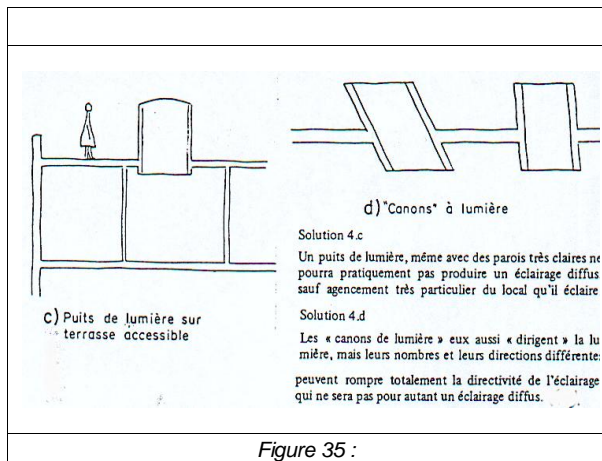 c) Puits de lumière sur
terrasse accessible
d) "Canons" à lumière
Solution 4.c
Un puits de lumière, même avec des parois très claires ne
pourra pratiquement pas produire un éclairage diffus
sauf agencement très particulier du local qu'il éclaire
Solution 4.d
Les « canons de lumière » eux aussi « dirigent » la lu
mière, mais leurs nombres et leurs directions différente
peuvent rompre totalement la directivité de l'éclairage
qui ne sera pas pour autant un éclairage diffus.
Figure 35 :